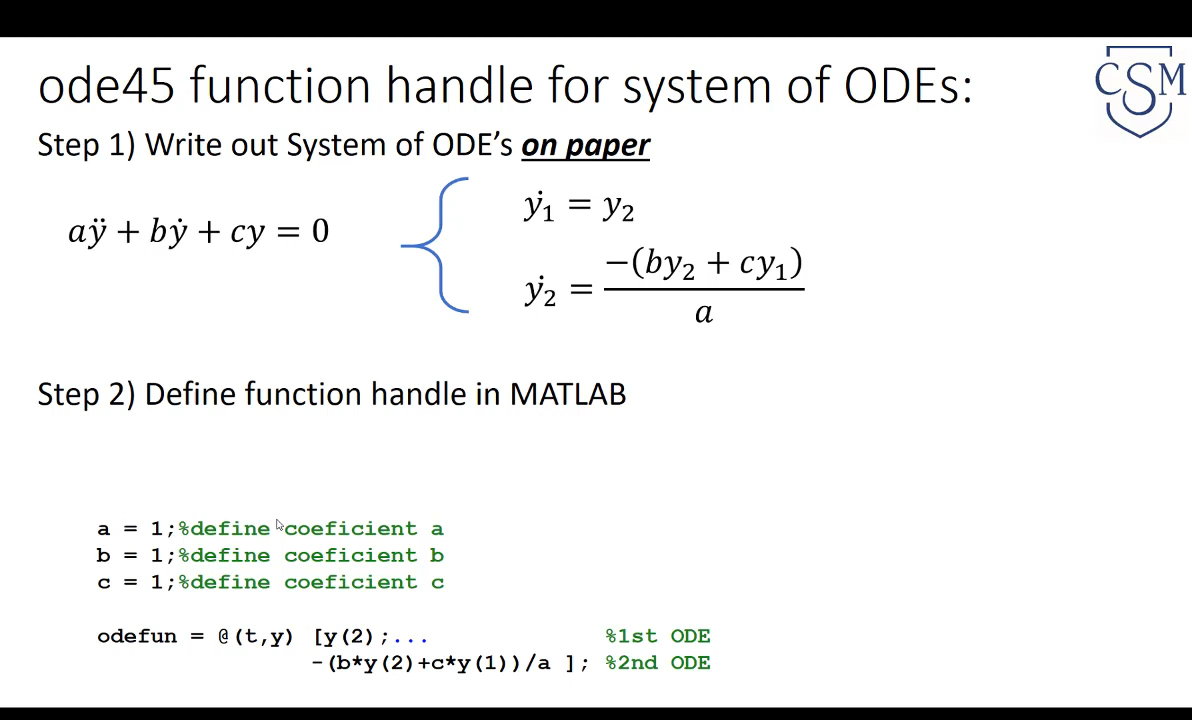 ode45 function handle for system of ODEs:
CSM
Step 1) Write out System of ODE’s on paper
aÿ + bẏ + cy = 0
ẏ₁ = y₂
ẏ₂ = −(by₂ + cy₁) / a
Step 2) Define function handle in MATLAB
a = 1;%define coeficient a
b = 1;%define coeficient b
c = 1;%define coeficient c
odefun = @(t,y) [y(2);... %1st ODE
-(b*y(2)+c*y(1))/a ]; %2nd ODE